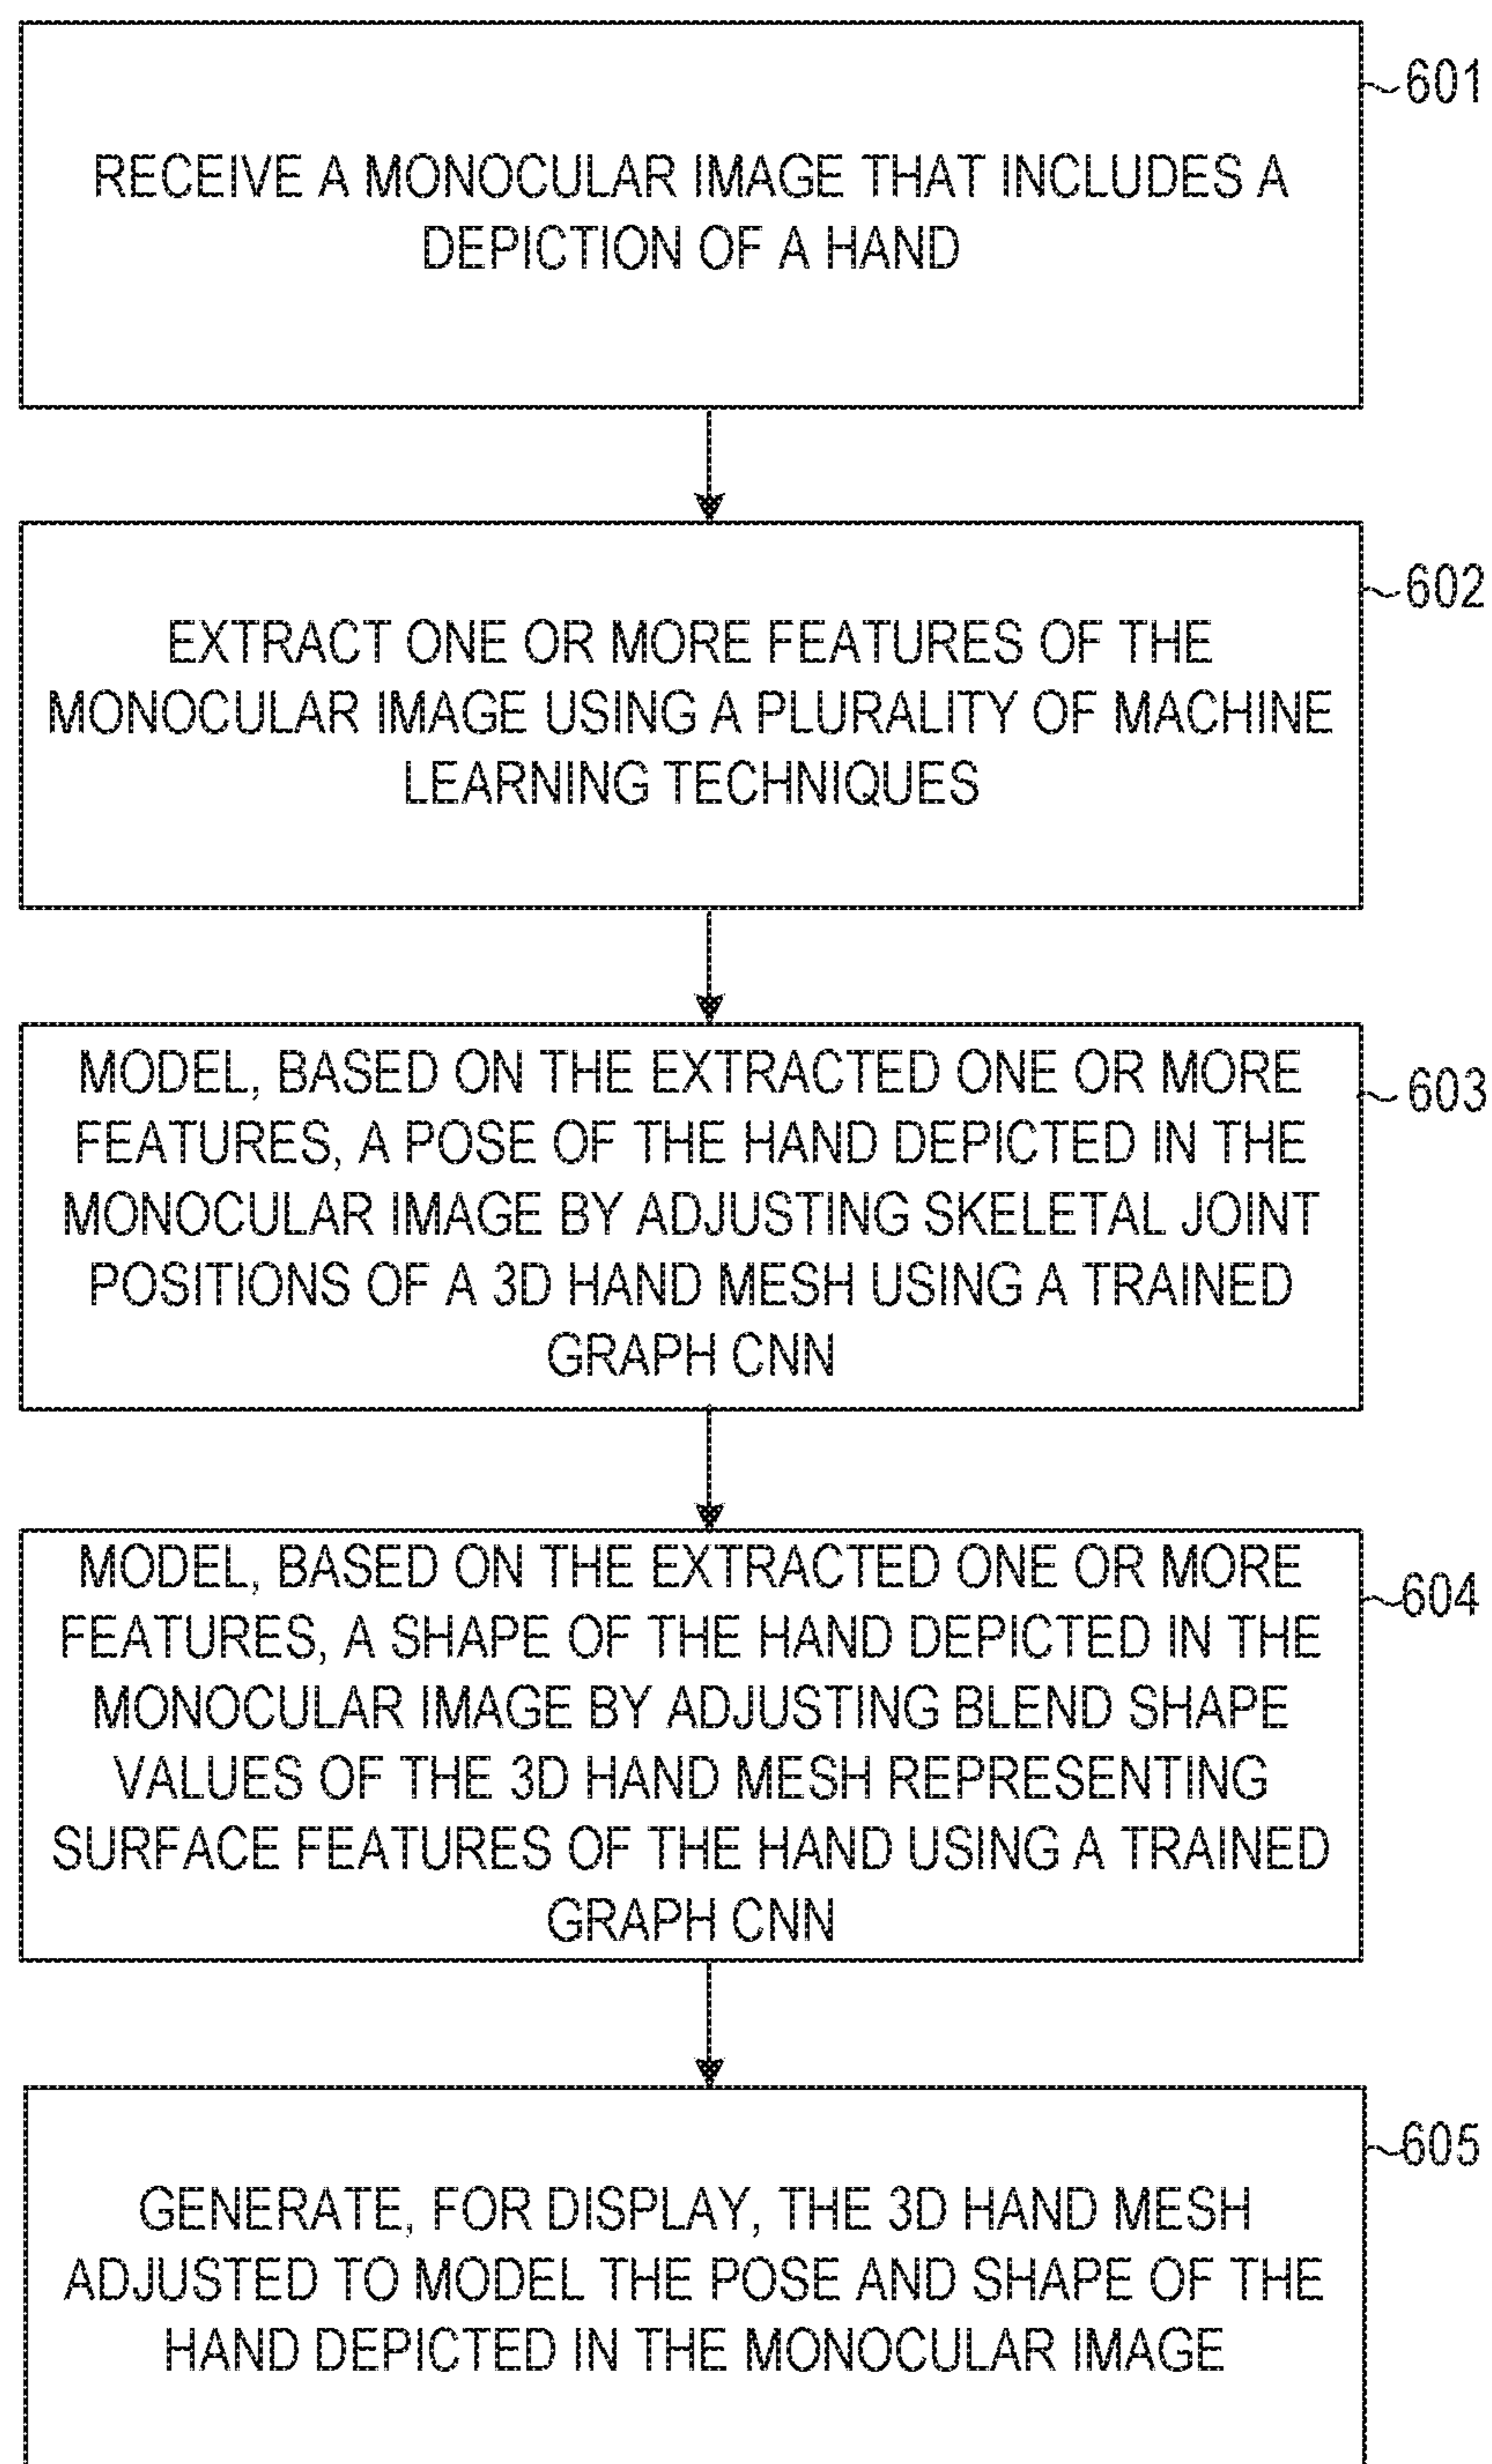 601
RECEIVE A MONOCULAR IMAGE THAT INCLUDES A
DEPICTION OF A HAND
602
EXTRACT ONE OR MORE FEATURES OF THE
MONOCULAR IMAGE USING A PLURALITY OF MACHINE
LEARNING TECHNIQUES
603
MODEL, BASED ON THE EXTRACTED ONE OR MORE
FEATURES, A POSE OF THE HAND DEPICTED IN THE
MONOCULAR IMAGE BY ADJUSTING SKELETAL JOINT
POSITIONS OF A 3D HAND MESH USING A TRAINED
GRAPH CNN
604
MODEL, BASED ON THE EXTRACTED ONE OR MORE
FEATURES, A SHAPE OF THE HAND DEPICTED IN THE
MONOCULAR IMAGE BY ADJUSTING BLEND SHAPE
VALUES OF THE 3D HAND MESH REPRESENTING
SURFACE FEATURES OF THE HAND USING A TRAINED
GRAPH CNN
605
GENERATE, FOR DISPLAY, THE 3D HAND MESH
ADJUSTED TO MODEL THE POSE AND SHAPE OF THE
HAND DEPICTED IN THE MONOCULAR IMAGE